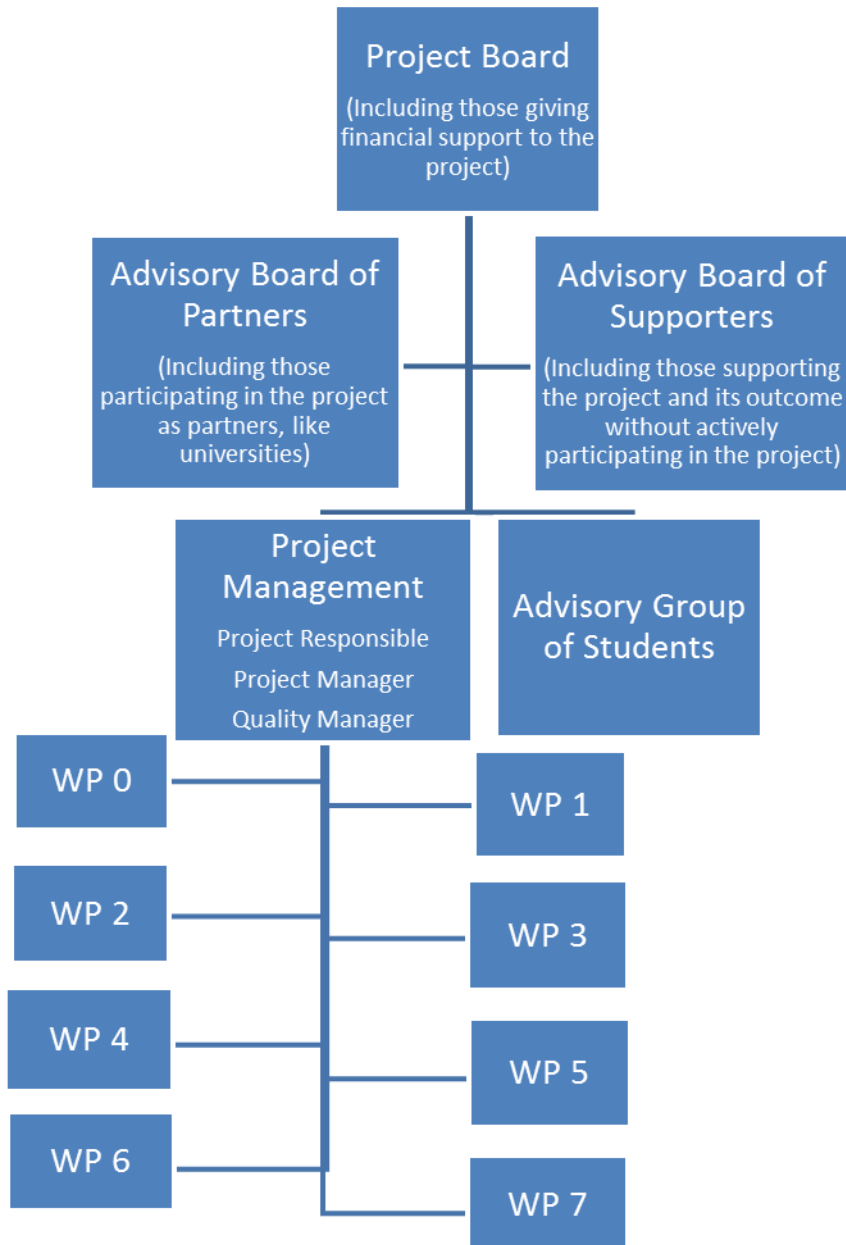 Project Board
(Including those giving
financial support to the
project)
Advisory Board of
Partners
(Including those
participating in the project
as partners, like
universities)
Advisory Board of
Supporters
(Including those supporting
the project and its outcome
without actively
participating in the project)
Project
Management
Project Responsible
Project Manager
Quality Manager
Advisory Group
of Students
WP 0
WP 1
WP 2
WP 3
WP 4
WP 5
WP 6
WP 7